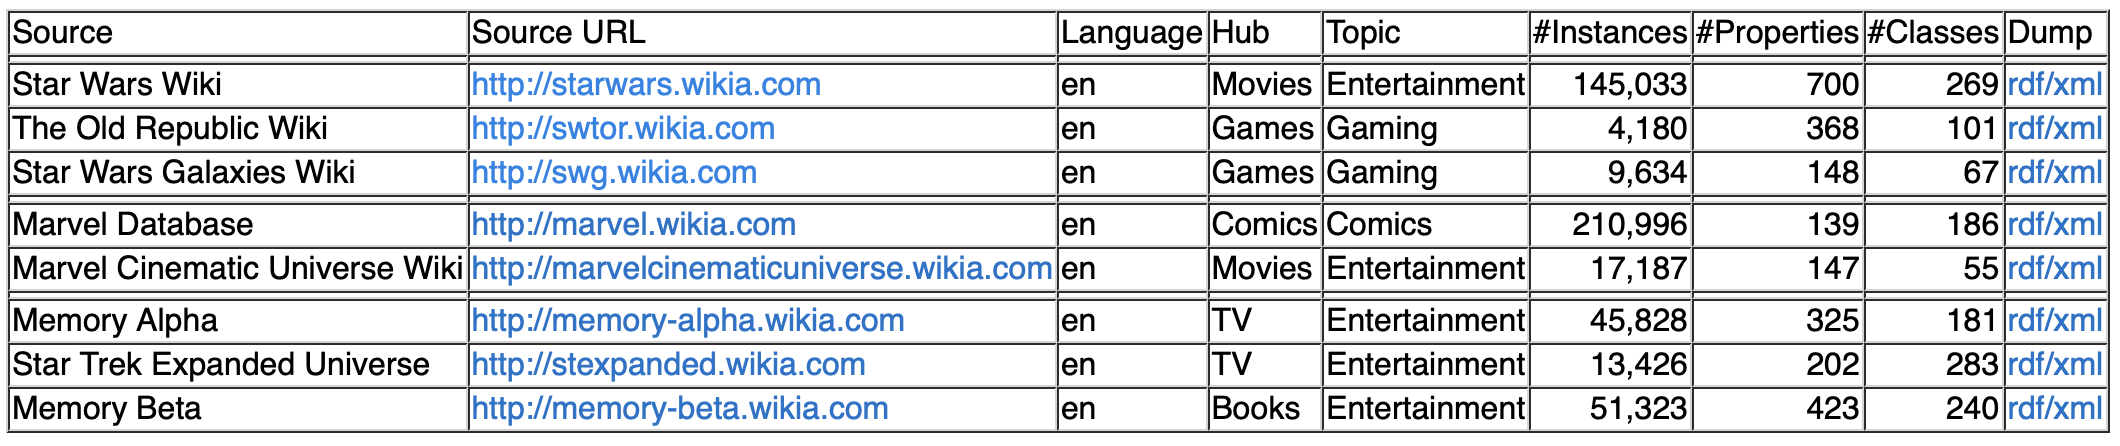 Source Source URL Language Hub Topic #Instances #Properties #Classes Dump
Star Wars Wiki http://starwars.wikia.com en Movies Entertainment 145,033 700 269 rdf/xml
The Old Republic Wiki http://swtor.wikia.com en Games Gaming 4,180 368 101 rdf/xml
Star Wars Galaxies Wiki http://swg.wikia.com en Games Gaming 9,634 148 67 rdf/xml
Marvel Database http://marvel.wikia.com en Comics Comics 210,996 139 186 rdf/xml
Marvel Cinematic Universe Wiki http://marvelcinematicuniverse.wikia.com en Movies Entertainment 17,187 147 55 rdf/xml
Memory Alpha http://memory-alpha.wikia.com en TV Entertainment 45,828 325 181 rdf/xml
Star Trek Expanded Universe http://stexpanded.wikia.com en TV Entertainment 13,426 202 283 rdf/xml
Memory Beta http://memory-beta.wikia.com en Books Entertainment 51,323 423 240 rdf/xml